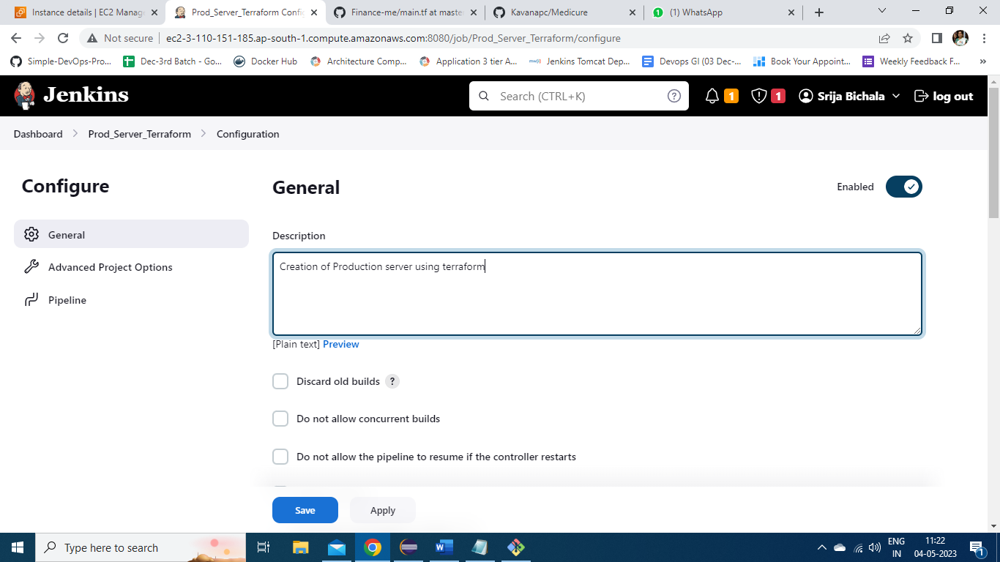 Instance details | EC2 Manag
Prod_Server_Terraform Confi
Finance-me/main.tf at maste
Kavanapc/Medicure
(1) WhatsApp
Not secure
ec2-3-110-151-185.ap-south-1.compute.amazonaws.com:8080/job/Prod_Server_Terraform/configure
Simple-DevOps-Pro...
Dec-3rd Batch - Go...
Docker Hub
Architecture Comp...
Application 3 tier A...
Jenkins Tomcat Dep...
Devops GI (03 Dec-...
Book Your Appoint...
Weekly Feedback F...
Jenkins
Search (CTRL+K)
1
1
Srija Bichala
log out
Dashboard
Prod_Server_Terraform
Configuration
Configure
General
Advanced Project Options
Pipeline
General
Enabled
Description
Creation of Production server using terraform
[Plain text] Preview
Discard old builds ?
Do not allow concurrent builds
Do not allow the pipeline to resume if the controller restarts
Save
Apply
Type here to search
ENG
IN
11:22
04-05-2023
1